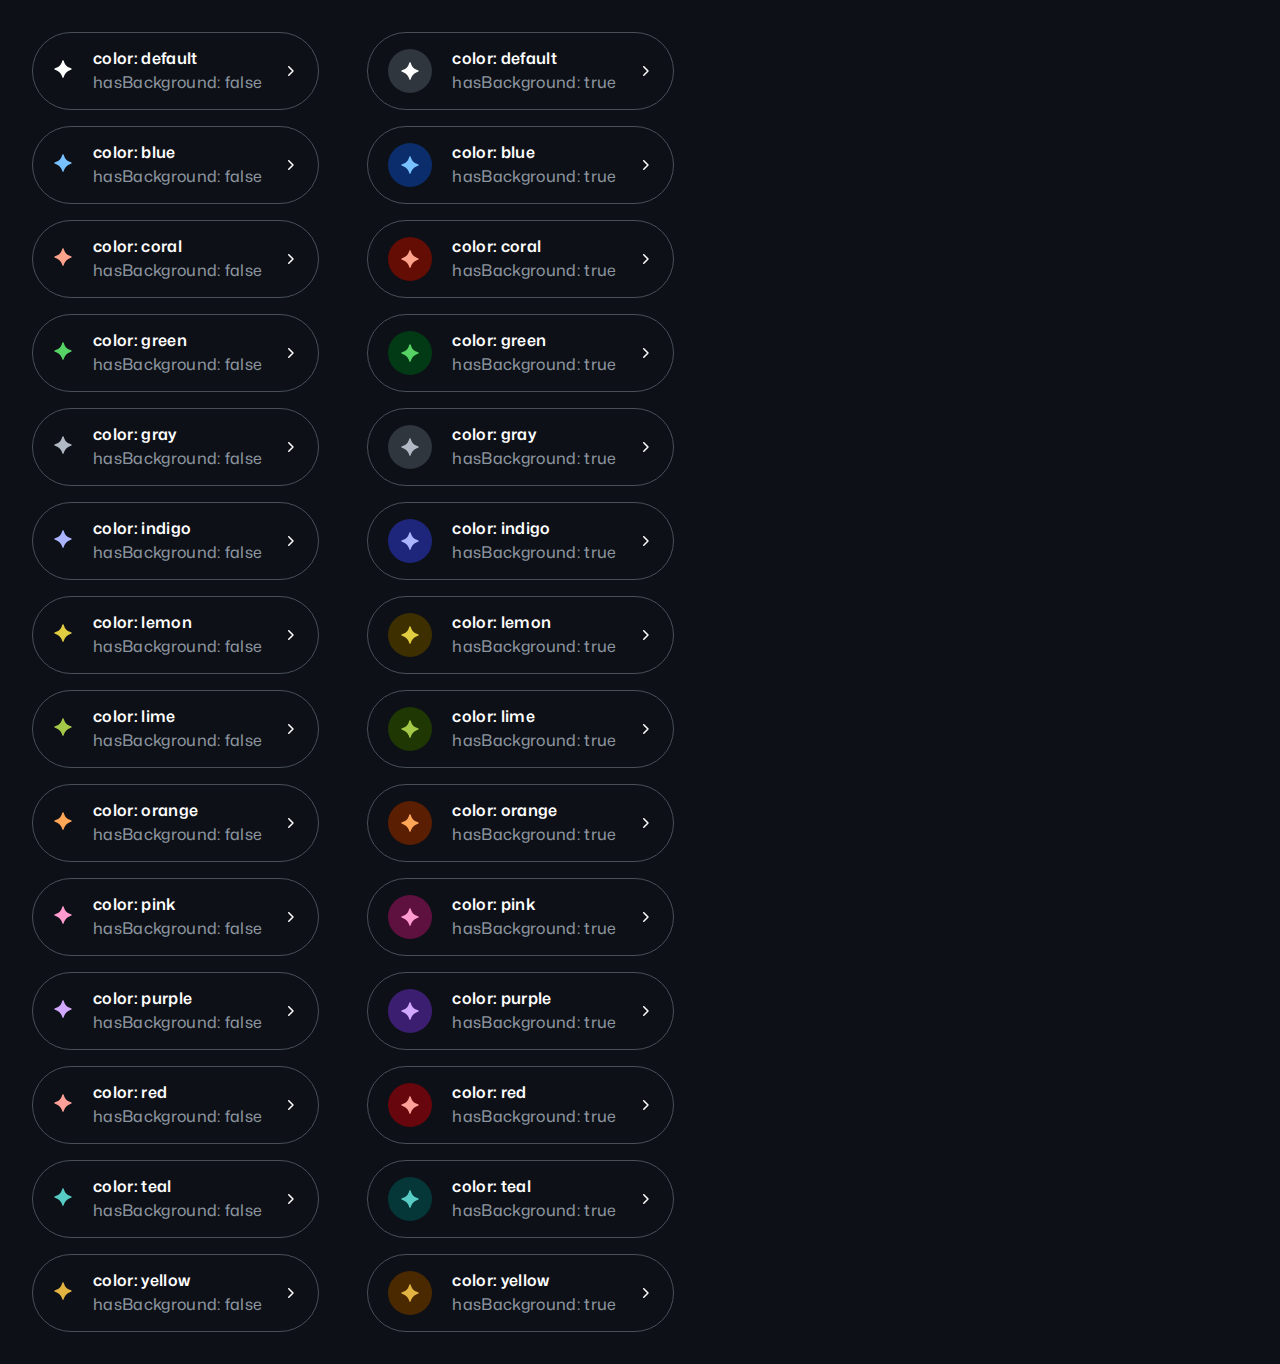 color: default
hasBackground: false
color: default
hasBackground: true
color: blue
hasBackground: false
color: blue
hasBackground: true
color: coral
hasBackground: false
color: coral
hasBackground: true
color: green
hasBackground: false
color: green
hasBackground: true
color: gray
hasBackground: false
color: gray
hasBackground: true
color: indigo
hasBackground: false
color: indigo
hasBackground: true
color: lemon
hasBackground: false
color: lemon
hasBackground: true
color: lime
hasBackground: false
color: lime
hasBackground: true
color: orange
hasBackground: false
color: orange
hasBackground: true
color: pink
hasBackground: false
color: pink
hasBackground: true
color: purple
hasBackground: false
color: purple
hasBackground: true
color: red
hasBackground: false
color: red
hasBackground: true
color: teal
hasBackground: false
color: teal
hasBackground: true
color: yellow
hasBackground: false
color: yellow
hasBackground: true